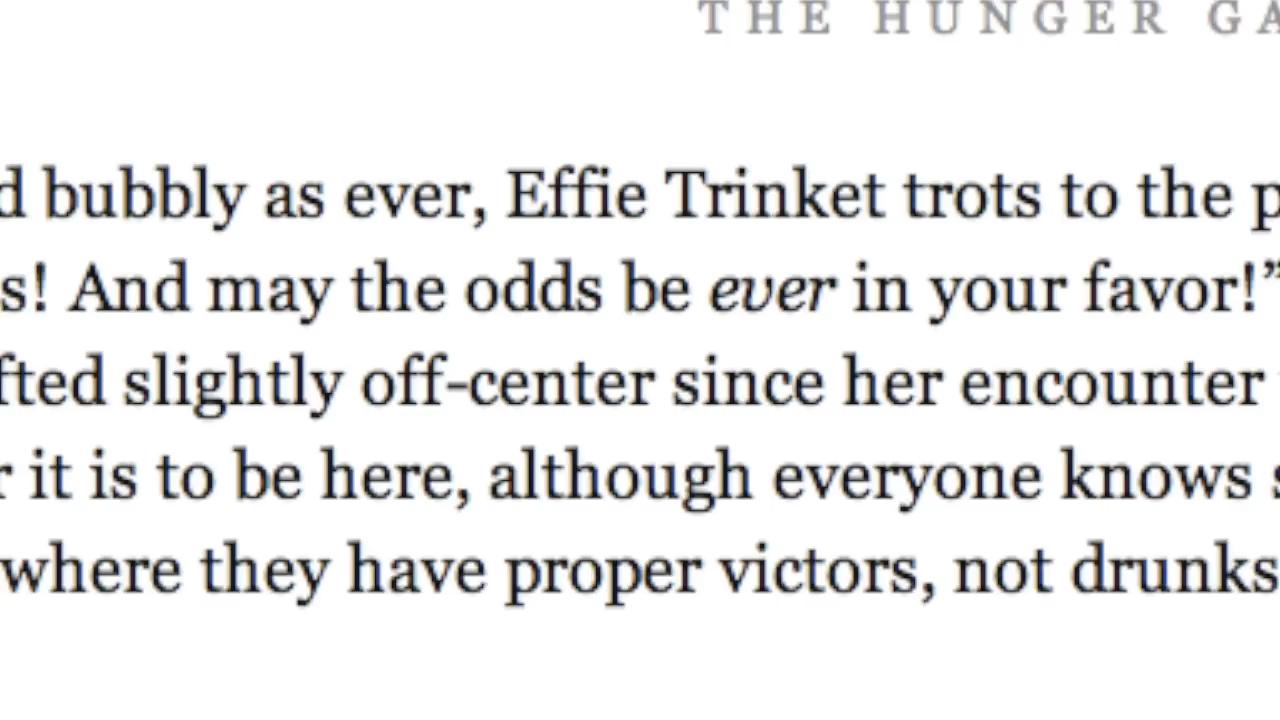 THE HUNGER GA
d bubbly as ever, Effie Trinket trots to the p
s! And may the odds be ever in your favor!”
fted slightly off-center since her encounter
r it is to be here, although everyone knows s
where they have proper victors, not drunks